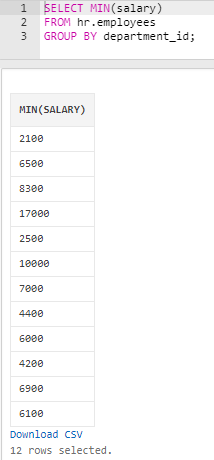 1 SELECT MIN(salary)
2 FROM hr.employees
3 GROUP BY department_id;
MIN(SALARY)
2100
6500
8300
17000
2500
10000
7000
4400
6000
4200
6900
6100
Download CSV
12 rows selected.